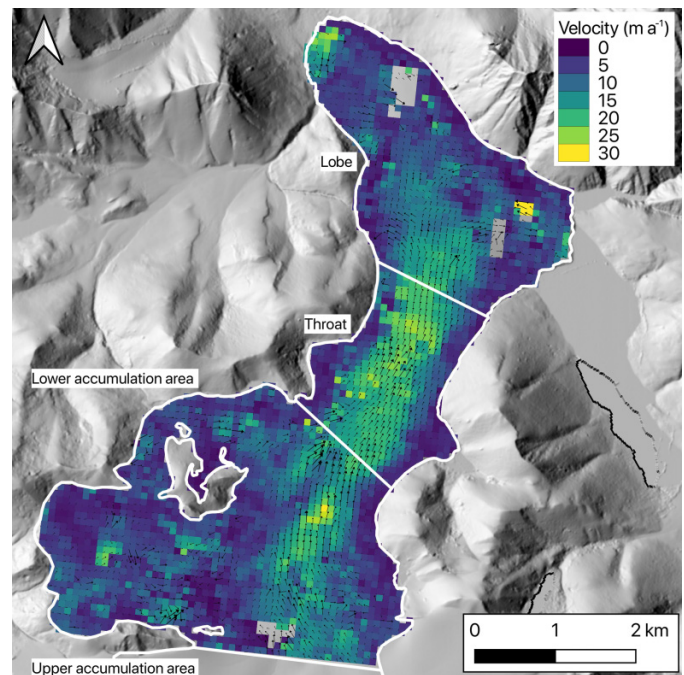 Velocity (m a⁻¹)
0
5
10
15
20
25
30
Lobe
Throat
Lower accumulation area
Upper accumulation area
0 1 2 km